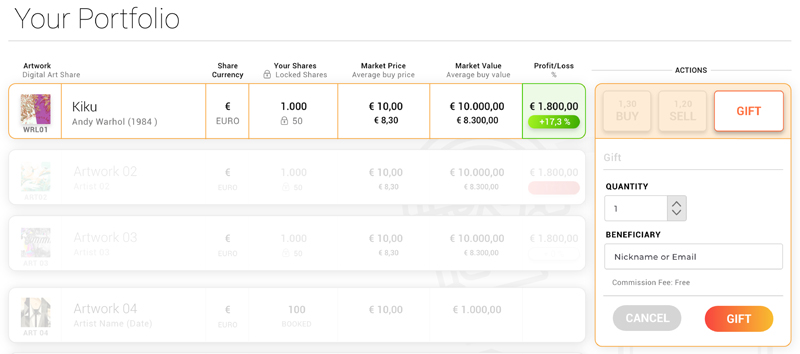 Your Portfolio
Artwork
Digital Art Share
Share
Currency
Your Shares
Locked Shares
Market Price
Average buy price
Market Value
Average buy value
Profit/Loss
%
ACTIONS
WRL01
Kiku
Andy Warhol (1984 )
€
EURO
1.000
50
€ 10,00
€ 8,30
€ 10.000,00
€ 8.300,00
€ 1.800,00
+17,3 %
1,30
BUY
1,20
SELL
GIFT
Artwork 02
Artist 02
€
EURO
1.000
50
€ 10,00
€ 8,30
€ 10.000,00
€ 8.300,00
€ 1.800,00
Artwork 03
€
EURO
1.000
50
€ 10,00
€ 8,30
€ 10.000,00
€ 8.300,00
€ 1.800,00
ART 04
Artwork 04
Artist Name (Date)
€
EURO
100
BOOKED
€ 10,00
€ 1.000,00
Gift
QUANTITY
1
BENEFICIARY
Nickname or Email
Commission Fee: Free
CANCEL
GIFT